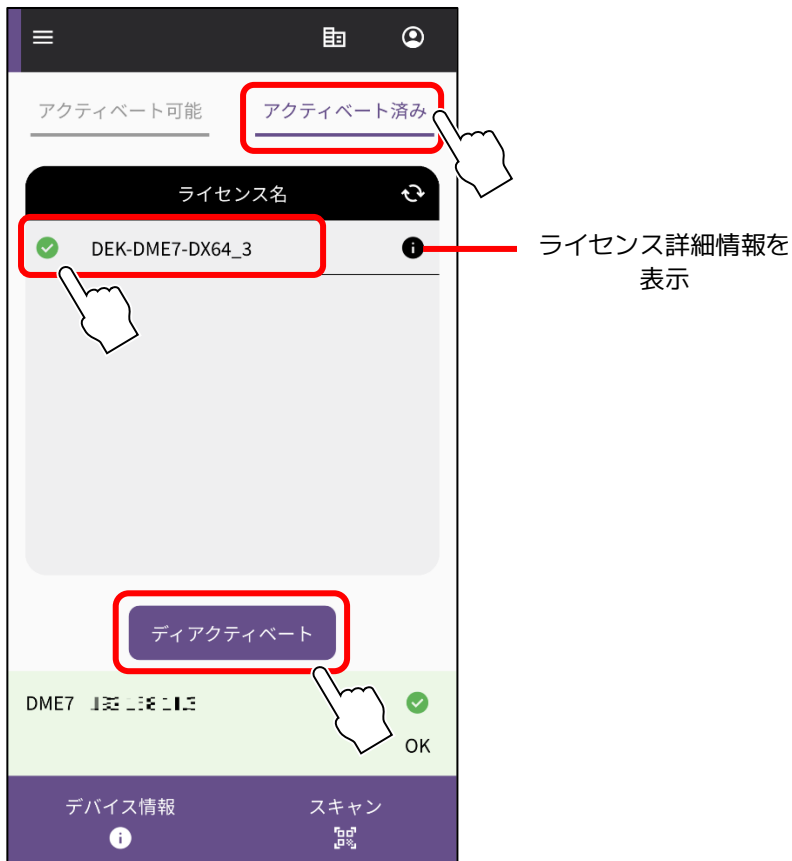 アクティベート可能
アクティベート済み
ライセンス名
DEK-DME7-DX64_3
ライセンス詳細情報を
表示
ディアクティベート
DME7
OK
デバイス情報
スキャン